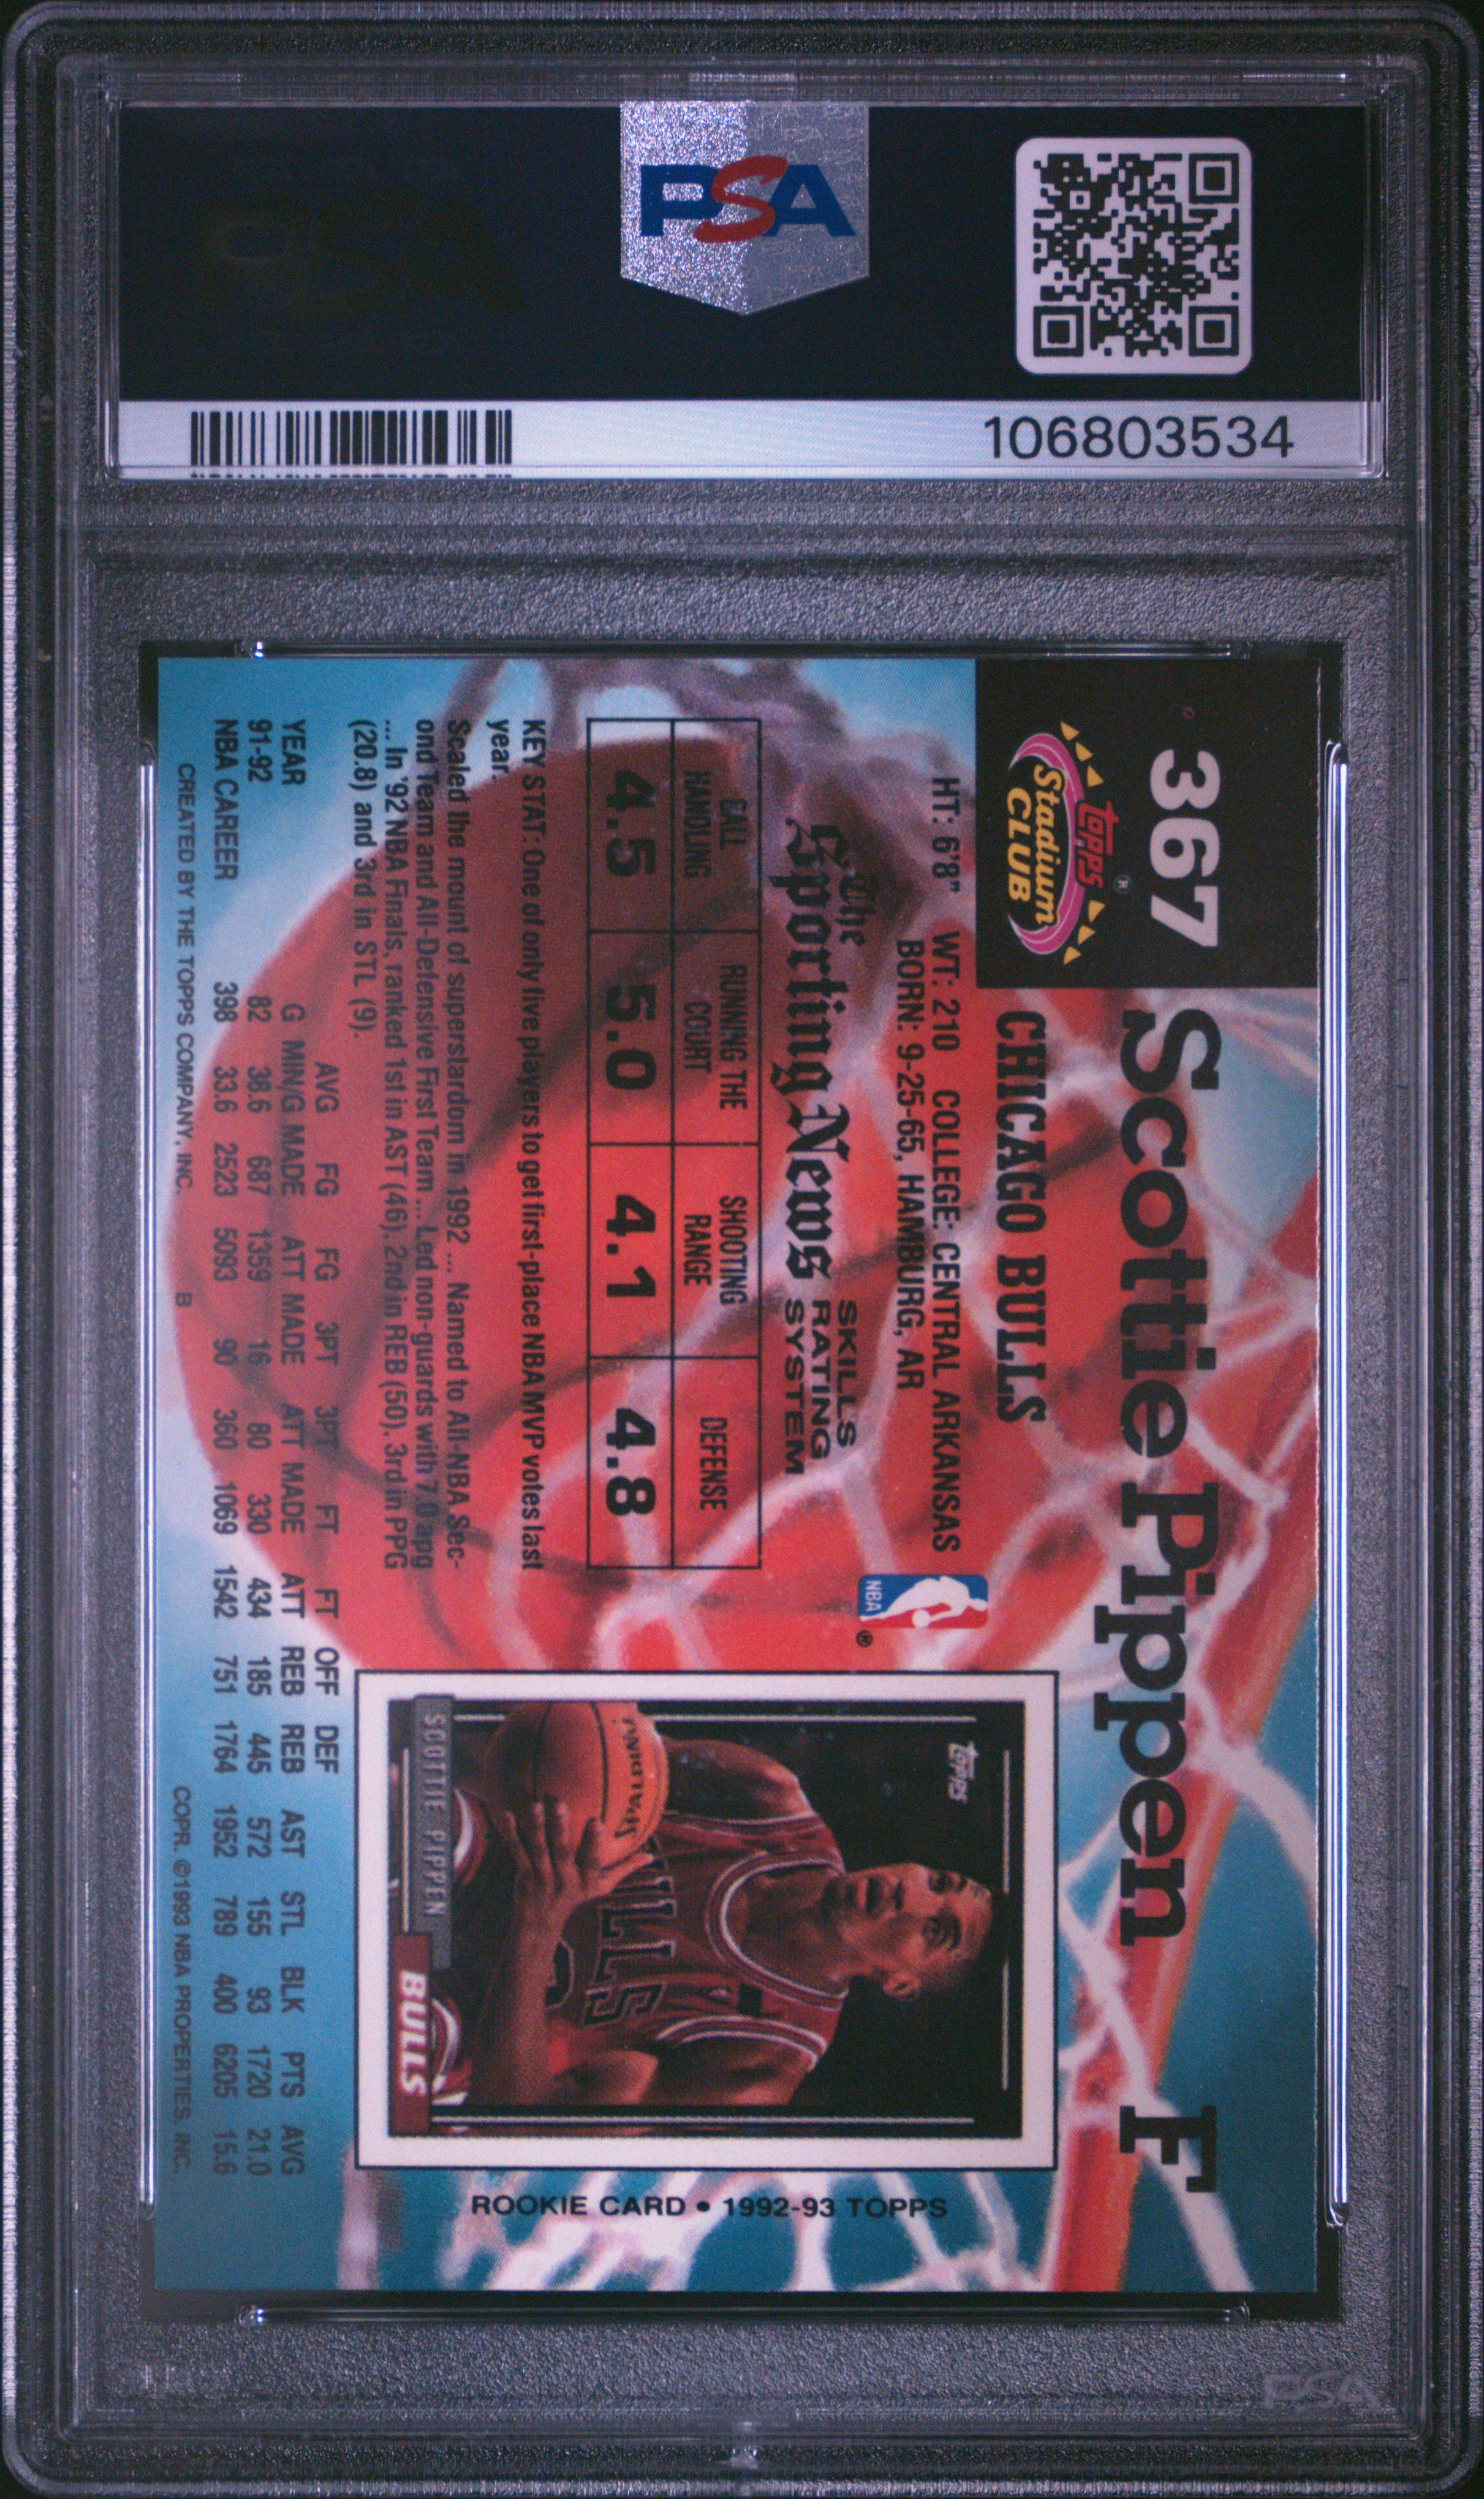 PSA
106803534
367
Scottie Pippen F
TOPPS ®
Stadium
CLUB
CHICAGO BULLS
HT: 6'8" WT: 210 COLLEGE: CENTRAL ARKANSAS
BORN: 9-25-65, HAMBURG, AR
NBA ®
The
Sporting News
SKILLS
RATING
SYSTEM
BALL HANDLING RUNNING THE COURT SHOOTING RANGE DEFENSE
4.5 5.0 4.1 4.8
KEY STAT: One of only five players to get first-place NBA MVP votes last
year.
Scaled the mount of superstardom in 1992 ... Named to All-NBA Sec-
ond Team and All-Defensive First Team ... Led non-guards with 7.0 apg
... In '92 NBA Finals, ranked 1st in AST (46), 2nd in REB (50), 3rd in PPG
(20.8) and 3rd in STL (9).
AVG FG FG 3PT 3PT FT FT OFF DEF
YEAR G MIN/G MADE ATT MADE ATT MADE ATT REB REB AST STL BLK PTS AVG
91-92 82 38.6 687 1359 16 80 330 434 185 445 572 155 93 1720 21.0
NBA CAREER 398 33.6 2523 5093 90 360 1069 1542 751 1764 1952 789 400 6205 15.6
CREATED BY THE TOPPS COMPANY, INC. B COPR. ©1993 NBA PROPERTIES, INC.
TOPPS
SPALDING
BULLS
SCOTTIE PIPPEN
BULLS
ROOKIE CARD • 1992-93 TOPPS
PSA